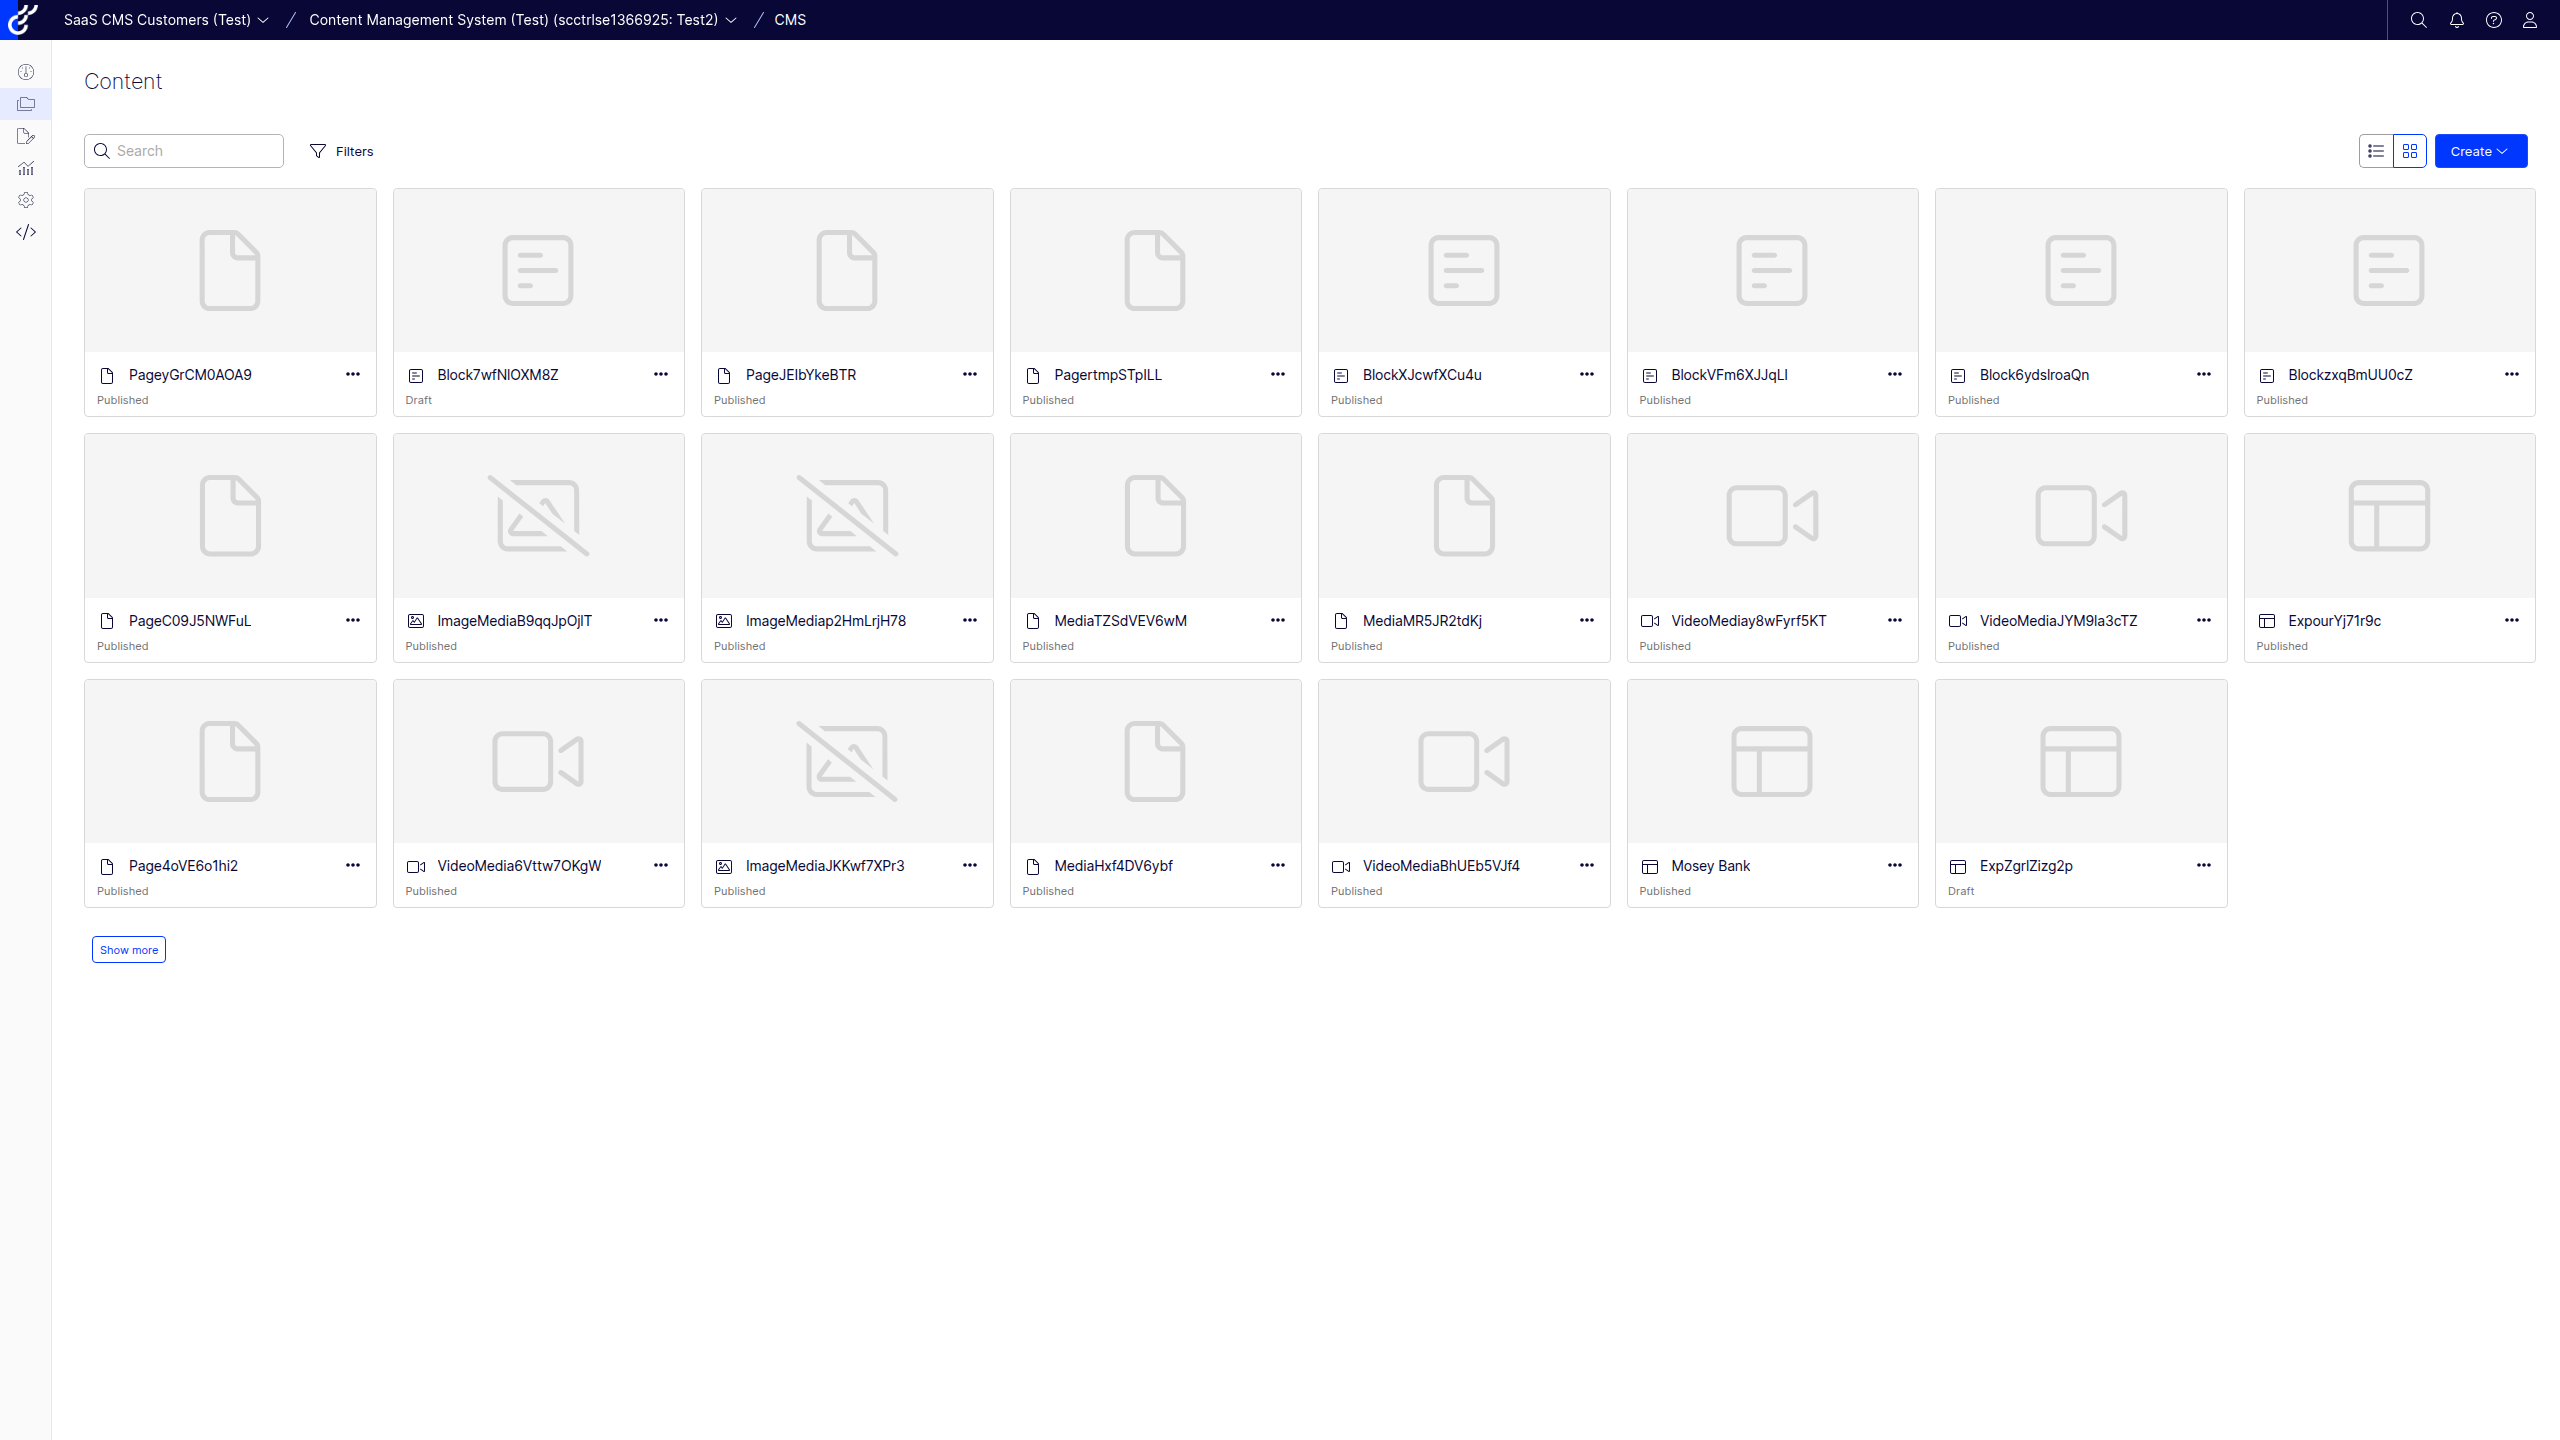 SaaS CMS Customers (Test) / Content Management System (Test) (scctrlse1366925: Test2) / CMS
Content
Search Filters Create
PageyGrCM0AOA9 Block7wfNIOXM8Z PageJEIbYkeBTR PagertmpSTpILL BlockXJcwfXCu4u BlockVFm6XJJqLI Block6ydslroaQn BlockzxqBmUU0cZ
Published Draft Published Published Published Published Published Published
PageC09J5NWFuL ImageMediaB9qqJpOjIT ImageMediap2HmLrjH78 MediaTZSdVEV6wM MediaMR5JR2tdKj VideoMediay8wFyrf5KT VideoMediaJYM9la3cTZ ExpourYj71r9c
Published Published Published Published Published Published Published Published
Page4oVE6o1hi2 VideoMedia6Vttw7OKgW ImageMediaJKKwf7XPr3 MediaHxf4DV6ybf VideoMediaBhUEb5VJf4 Mosey Bank ExpZgrlZizg2p
Published Published Published Published Published Published Draft
Show more